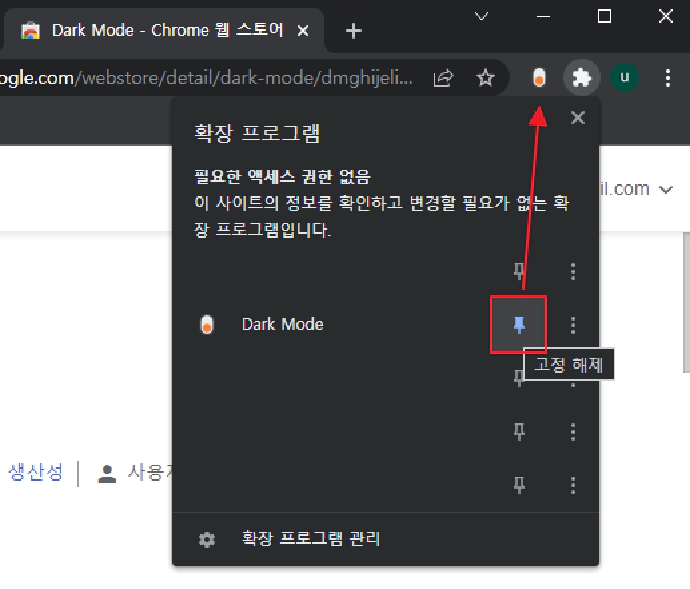 Dark Mode - Chrome 웹 스토어
ogle.com/webstore/detail/dark-mode/dmghijeli...
u
확장 프로그램
필요한 액세스 권한 없음
이 사이트의 정보를 확인하고 변경할 필요가 없는 확
장 프로그램입니다.
il.com
Dark Mode
고정 해제
생산성
사용자
확장 프로그램 관리